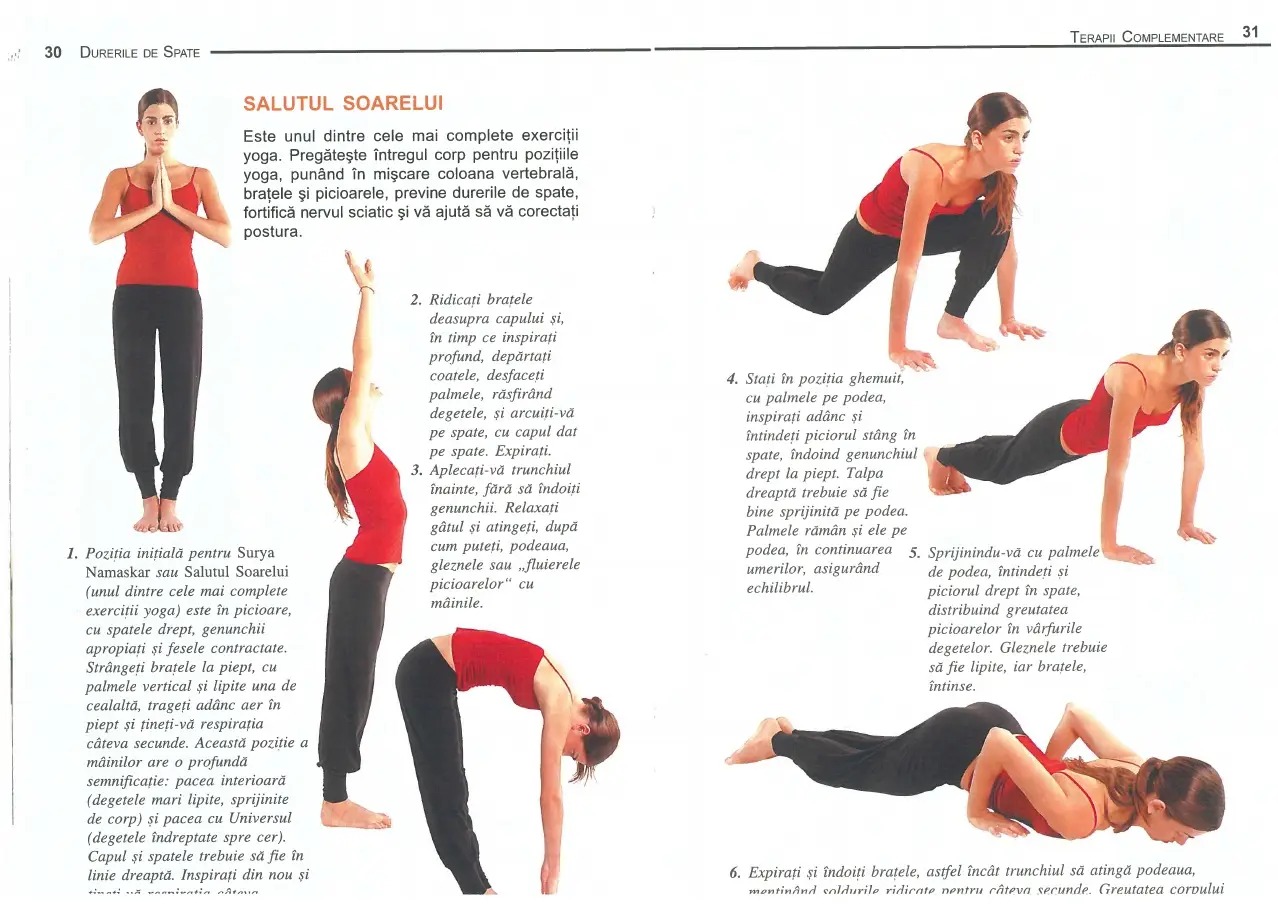 30 DURERILE DE SPATE
SALUTUL SOARELUI
Este unul dintre cele mai complete exerciții
yoga. Pregătește întregul corp pentru pozițiile
yoga, punând în mişcare coloana vertebrală,
brațele şi picioarele, previne durerile de spate,
fortifică nervul sciatic şi vă ajută să vă corectați
postura.
1. Poziția inițială pentru Surya
Namaskar sau Salutul Soarelui
(unul dintre cele mai complete
exerciții yoga) este în picioare,
cu spatele drept, genunchii
apropiați și fesele contractate.
Strângeți brațele la piept, cu
palmele vertical și lipite una de
cealaltă, trageți adânc aer în
piept și țineți-vă respirația
câteva secunde. Această poziție a
mâinilor are o profundă
semnificație: pacea interioară
(degetele mari lipite, sprijinite
de corp) și pacea cu Universul
(degetele îndreptate spre cer).
Capul și spatele trebuie să fie în
linie dreaptă. Inspirați din nou și
țineți-vă respirația câteva
2. Ridicați brațele
deasupra capului și,
în timp ce inspirați
profund, depărtați
coatele, desfaceți
palmele, răsfirând
degetele, și arcuiți-vă
pe spate, cu capul dat
pe spate. Expirați.
3. Aplecați-vă trunchiul
înainte, fără să îndoiți
genunchii. Relaxați
gâtul și atingeți, după
cum puteți, podeaua,
gleznele sau „fluierele
picioarelor“ cu
mâinile.
TERAPII COMPLEMENTARE 31
4. Stați în poziția ghemuit,
cu palmele pe podea,
inspirați adânc și
întindeți piciorul stâng în
spate, îndoind genunchiul
drept la piept. Talpa
dreaptă trebuie să fie
bine sprijinită pe podea.
Palmele rămân și ele pe
podea, în continuarea
umerilor, asigurând
echilibrul.
5. Sprijinindu-vă cu palmele
de podea, întindeți și
piciorul drept în spate,
distribuind greutatea
picioarelor în vârfurile
degetelor. Gleznele trebuie
să fie lipite, iar brațele,
întinse.
6. Expirați și îndoiți brațele, astfel încât trunchiul să atingă podeaua,
menținând șoldurile ridicate pentru câteva secunde. Greutatea corpului